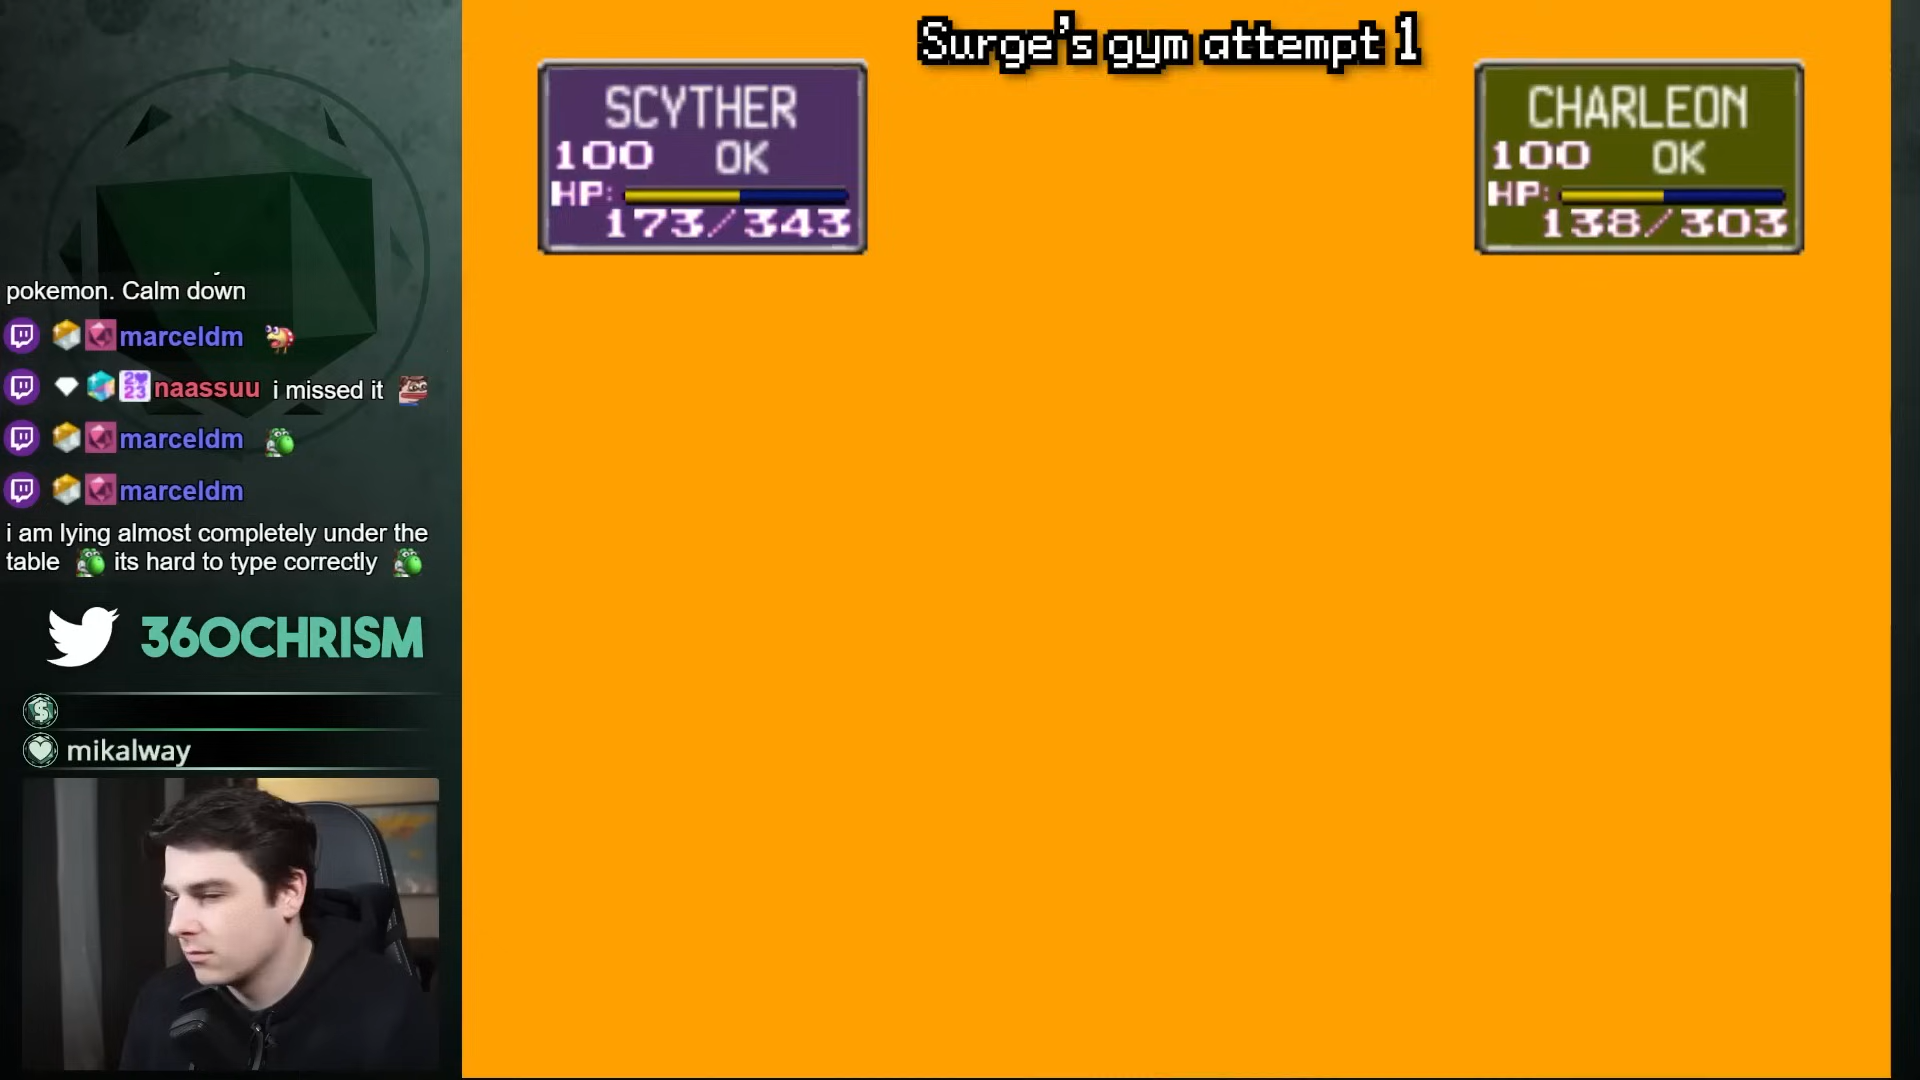 Surge's gym attempt 1
SCYTHER
100 OK
HP:
173/343
CHARLEON
100 OK
HP:
138/303
pokemon. Calm down
marceldm
naassuu i missed it
marceldm
marceldm
i am lying almost completely under the
table its hard to type correctly
360CHRISM
mikalway